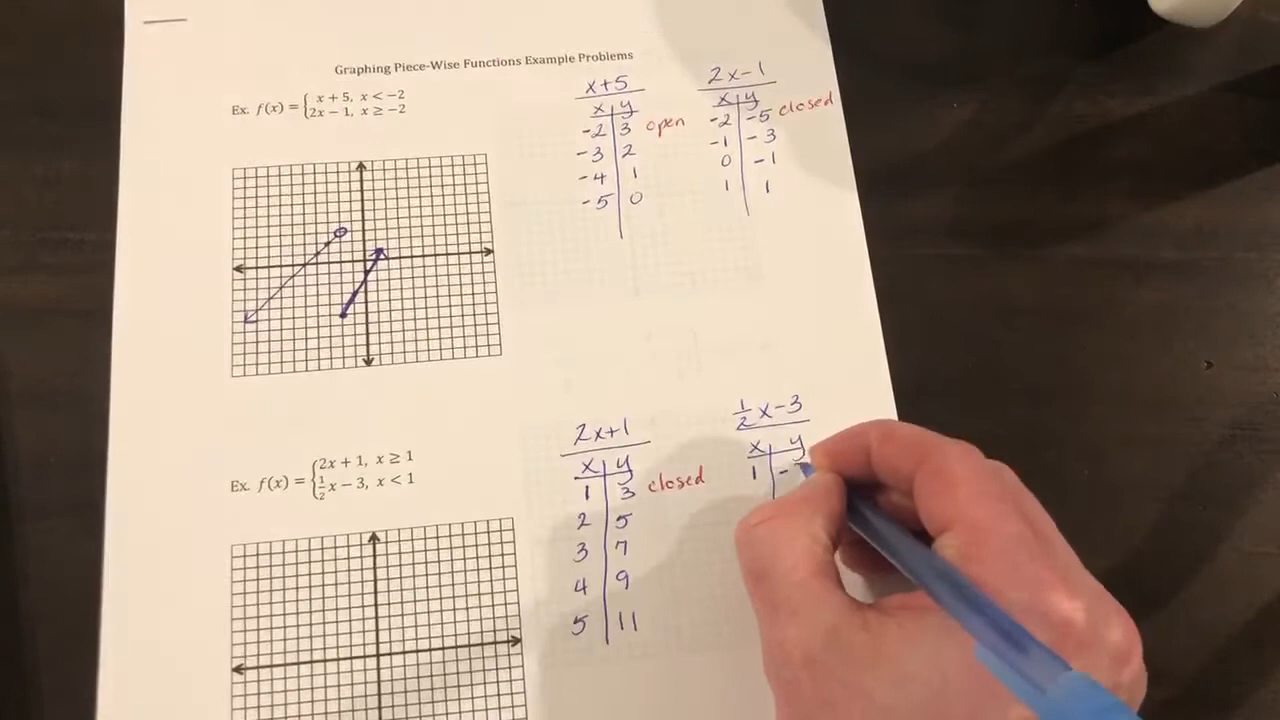 Graphing Piece-Wise Functions Example Problems
Ex. f(x) = { x + 5, x < −2
2x − 1, x ≥ −2
x+5
x y
-2 3 open
-3 2
-4 1
-5 0
2x-1
x y
-2 -5 closed
-1 -3
0 -1
1 1
Ex. f(x) = { 2x + 1, x ≥ 1
1/2 x − 3, x < 1
2x+1
x y
1 3 closed
2 5
3 7
4 9
5 11
1/2 x-3
x y
1 -